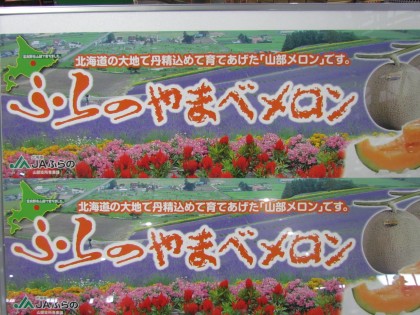 北海道の大地で丹精込めて育てあげた「山部メロン」です。
ふらのやまべメロン
JAふらの
北海道の大地で丹精込めて育てあげた「山部メロン」です。
ふらのやまべメロン
JAふらの